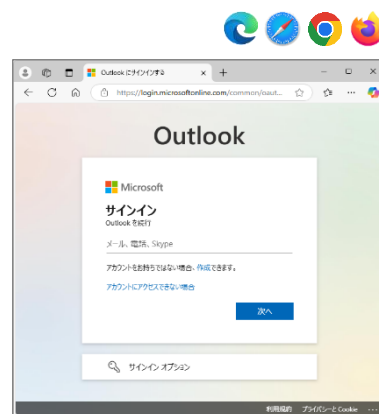 Outlook にサインインする
https://login.microsoftonline.com/common/oaut...
Outlook
Microsoft
サインイン
Outlook を続行
メール、電話、Skype
アカウントをお持ちではない場合、作成できます。
アカウントにアクセスできない場合
次へ
サインイン オプション
利用規約 プライバシーと Cookie ...